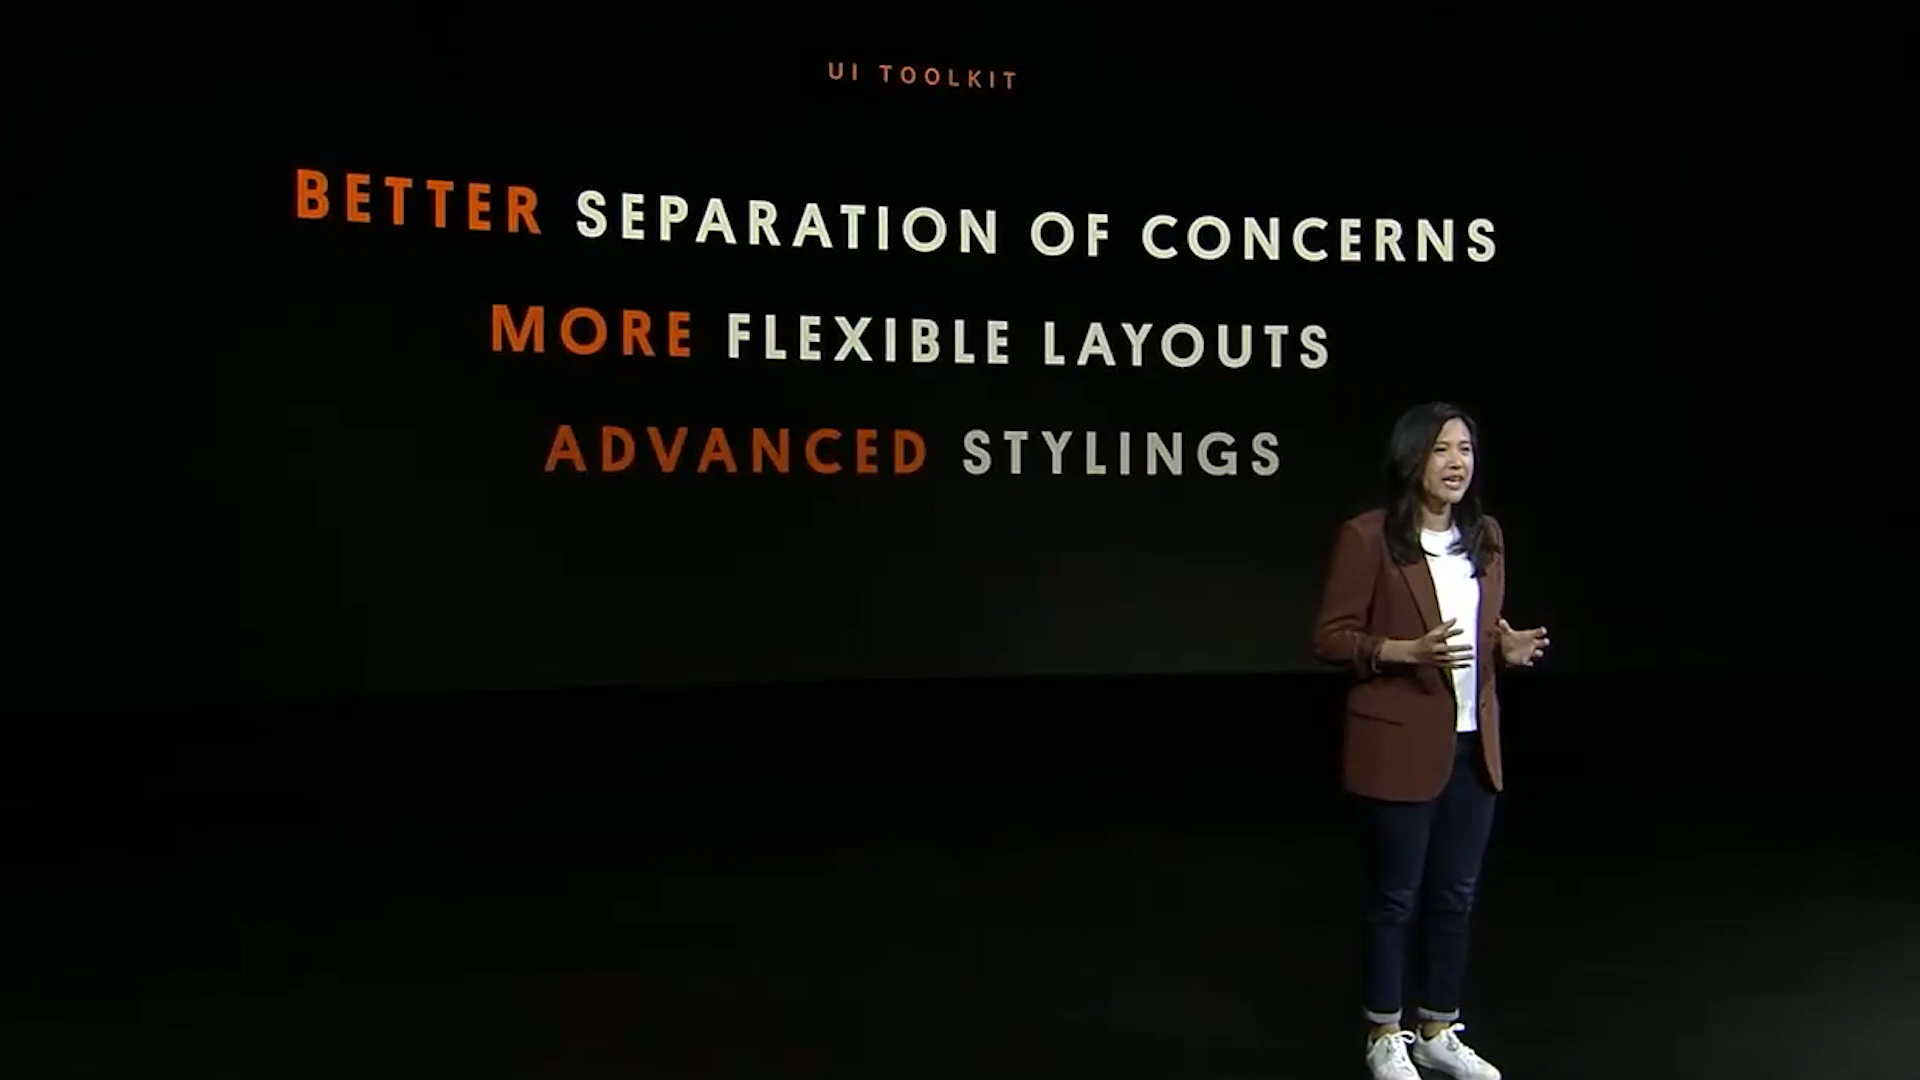 UI TOOLKIT
BETTER SEPARATION OF CONCERNS
MORE FLEXIBLE LAYOUTS
ADVANCED STYLINGS